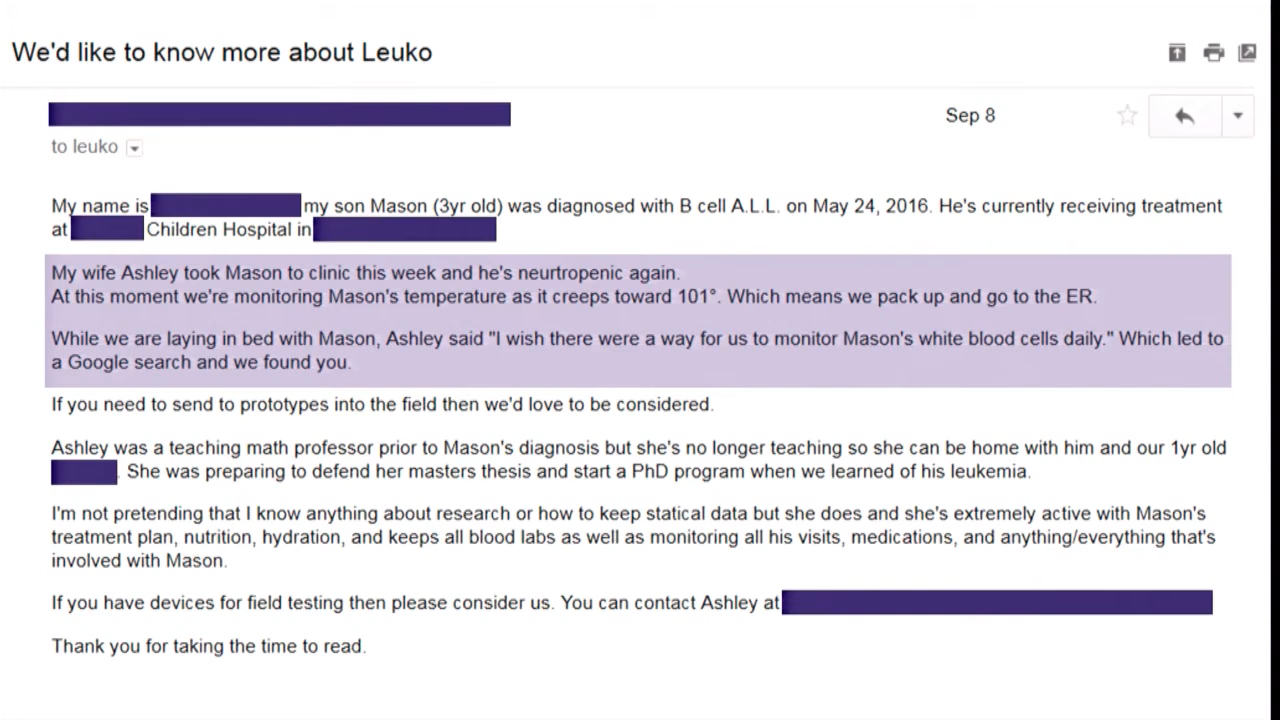 We'd like to know more about Leuko
Sep 8
to leuko
My name is my son Mason (3yr old) was diagnosed with B cell A.L.L. on May 24, 2016. He's currently receiving treatment
at Children Hospital in
My wife Ashley took Mason to clinic this week and he's neurtropenic again.
At this moment we're monitoring Mason's temperature as it creeps toward 101°. Which means we pack up and go to the ER.
While we are laying in bed with Mason, Ashley said "I wish there were a way for us to monitor Mason's white blood cells daily." Which led to
a Google search and we found you.
If you need to send to prototypes into the field then we'd love to be considered.
Ashley was a teaching math professor prior to Mason's diagnosis but she's no longer teaching so she can be home with him and our 1yr old
. She was preparing to defend her masters thesis and start a PhD program when we learned of his leukemia.
I'm not pretending that I know anything about research or how to keep statical data but she does and she's extremely active with Mason's
treatment plan, nutrition, hydration, and keeps all blood labs as well as monitoring all his visits, medications, and anything/everything that's
involved with Mason.
If you have devices for field testing then please consider us. You can contact Ashley at
Thank you for taking the time to read.